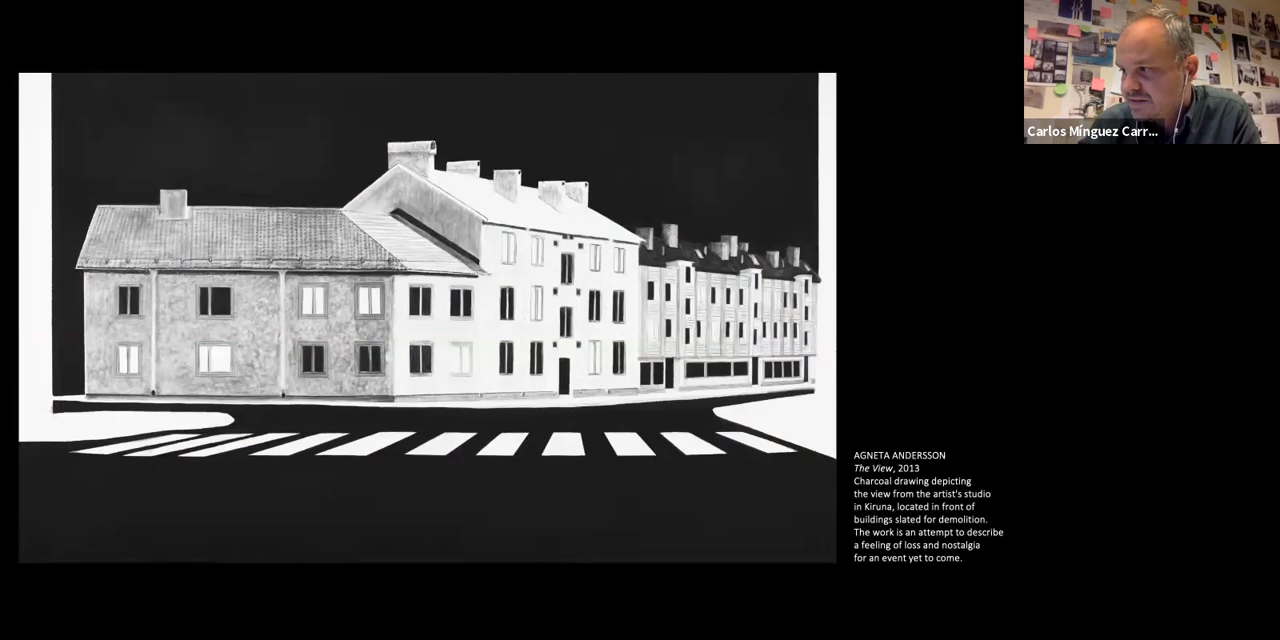 Carlos Mínguez Carr...
AGNETA ANDERSSON
The View, 2013
Charcoal drawing depicting
the view from the artist's studio
in Kiruna, located in front of
buildings slated for demolition.
The work is an attempt to describe
a feeling of loss and nostalgia
for an event yet to come.